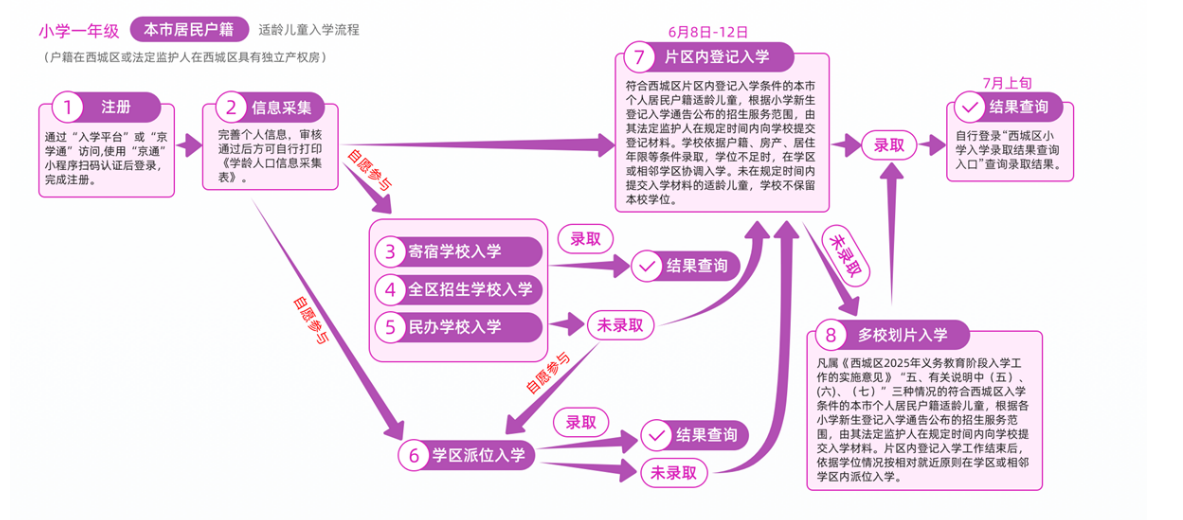 小学一年级 本市居民户籍 适龄儿童入学流程
（户籍在西城区或法定监护人在西城区具有独立产权房）
1 注册
通过“入学平台”或“京
学通”访问,使用“京通”
小程序扫码认证后登录，
完成注册。
2 信息采集
完善个人信息，审核
通过后方可自行打印
《学龄人口信息采集
表》。
自愿参与
自愿参与
3 寄宿学校入学
4 全区招生学校入学
5 民办学校入学
录取
结果查询
未录取
自愿参与
6 学区派位入学
录取
结果查询
未录取
6月8日-12日
7 片区内登记入学
符合西城区片区内登记入学条件的本市
个人居民户籍适龄儿童，根据小学新生
登记入学通告公布的招生服务范围，由
其法定监护人在规定时间内向学校提交
登记材料。学校依据户籍、房产、居住
年限等条件录取，学位不足时，在学区
或相邻学区协调入学。未在规定时间内
提交入学材料的适龄儿童，学校不保留
本校学位。
录取
7月上旬
结果查询
自行登录“西城区小
学入学录取结果查询
入口”查询录取结果。
未录取
8 多校划片入学
凡属《西城区2025年义务教育阶段入学工
作的实施意见》“五、有关说明中（五）、
(六)、（七）”三种情况的符合西城区入学
条件的本市个人居民户籍适龄儿童，根据各
小学新生登记入学通告公布的招生服务范
围，由其法定监护人在规定时间内向学校提
交入学材料。片区内登记入学工作结束后，
依据学位情况按相对就近原则在学区或相邻
学区内派位入学。